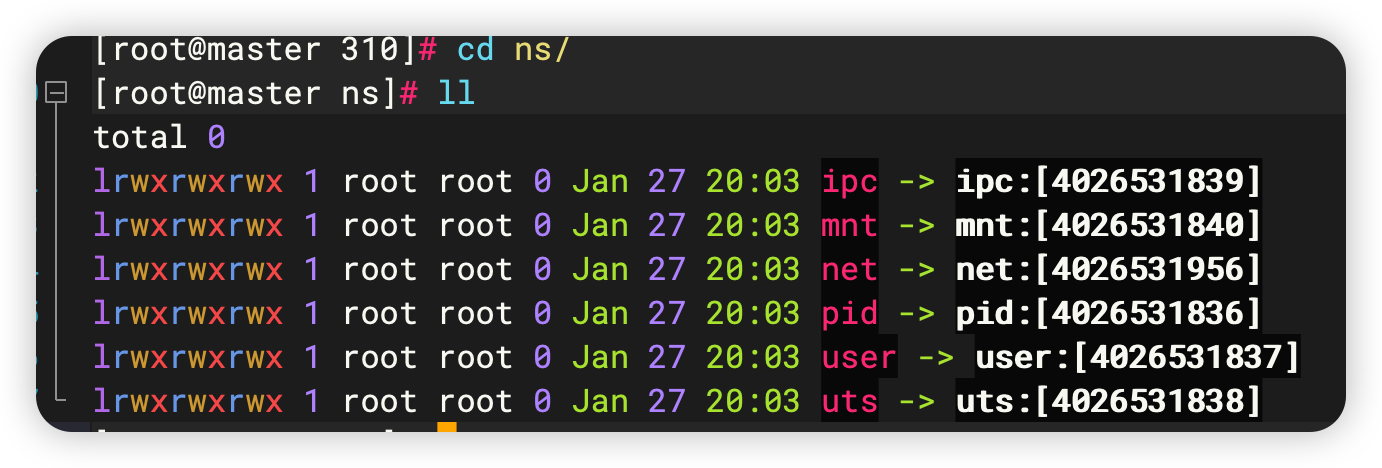 [root@master 310]# cd ns/
[root@master ns]# ll
total 0
lrwxrwxrwx 1 root root 0 Jan 27 20:03 ipc -> ipc:[4026531839]
lrwxrwxrwx 1 root root 0 Jan 27 20:03 mnt -> mnt:[4026531840]
lrwxrwxrwx 1 root root 0 Jan 27 20:03 net -> net:[4026531956]
lrwxrwxrwx 1 root root 0 Jan 27 20:03 pid -> pid:[4026531836]
lrwxrwxrwx 1 root root 0 Jan 27 20:03 user -> user:[4026531837]
lrwxrwxrwx 1 root root 0 Jan 27 20:03 uts -> uts:[4026531838]